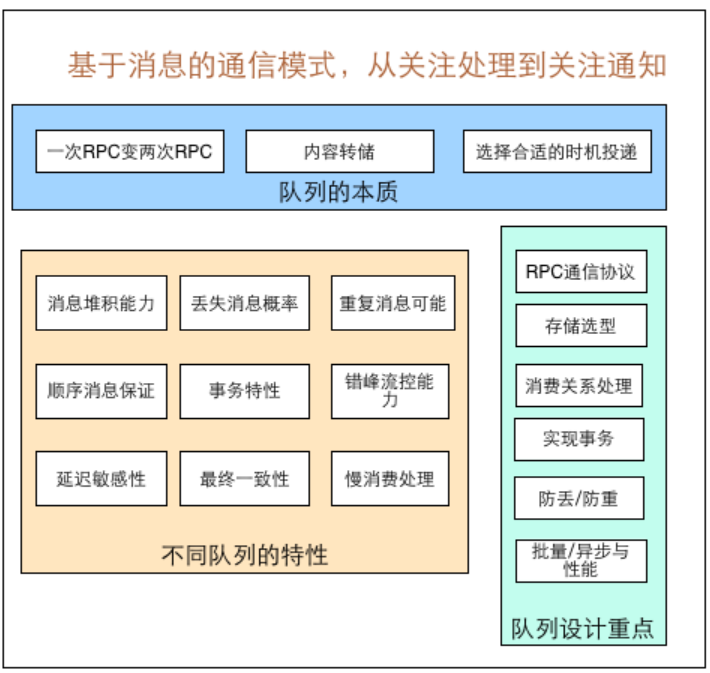 基于消息的通信模式，从关注处理到关注通知
一次RPC变两次RPC
内容转储
选择合适的时机投递
队列的本质
消息堆积能力
丢失消息概率
重复消息可能
顺序消息保证
事务特性
错峰流控能
力
延迟敏感性
最终一致性
慢消费处理
不同队列的特性
RPC通信协议
存储选型
消费关系处理
实现事务
防丢/防重
批量/异步与
性能
队列设计重点